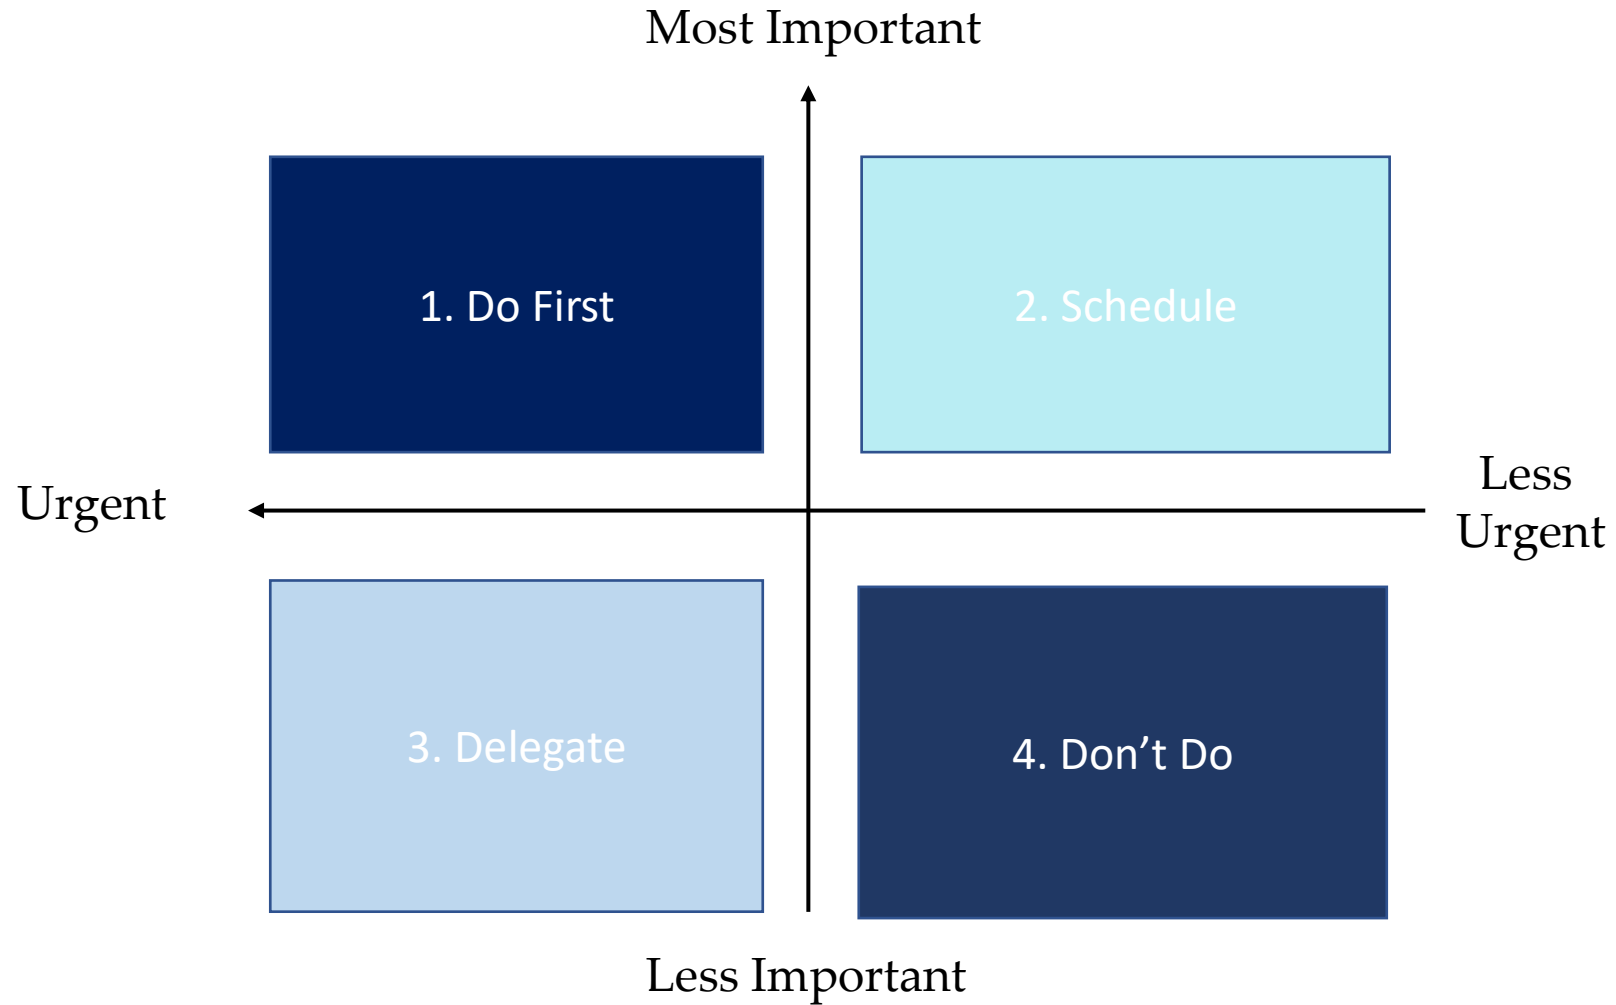 Most Important
1. Do First
2. Schedule
Urgent
Less
Urgent
3. Delegate
4. Don’t Do
Less Important